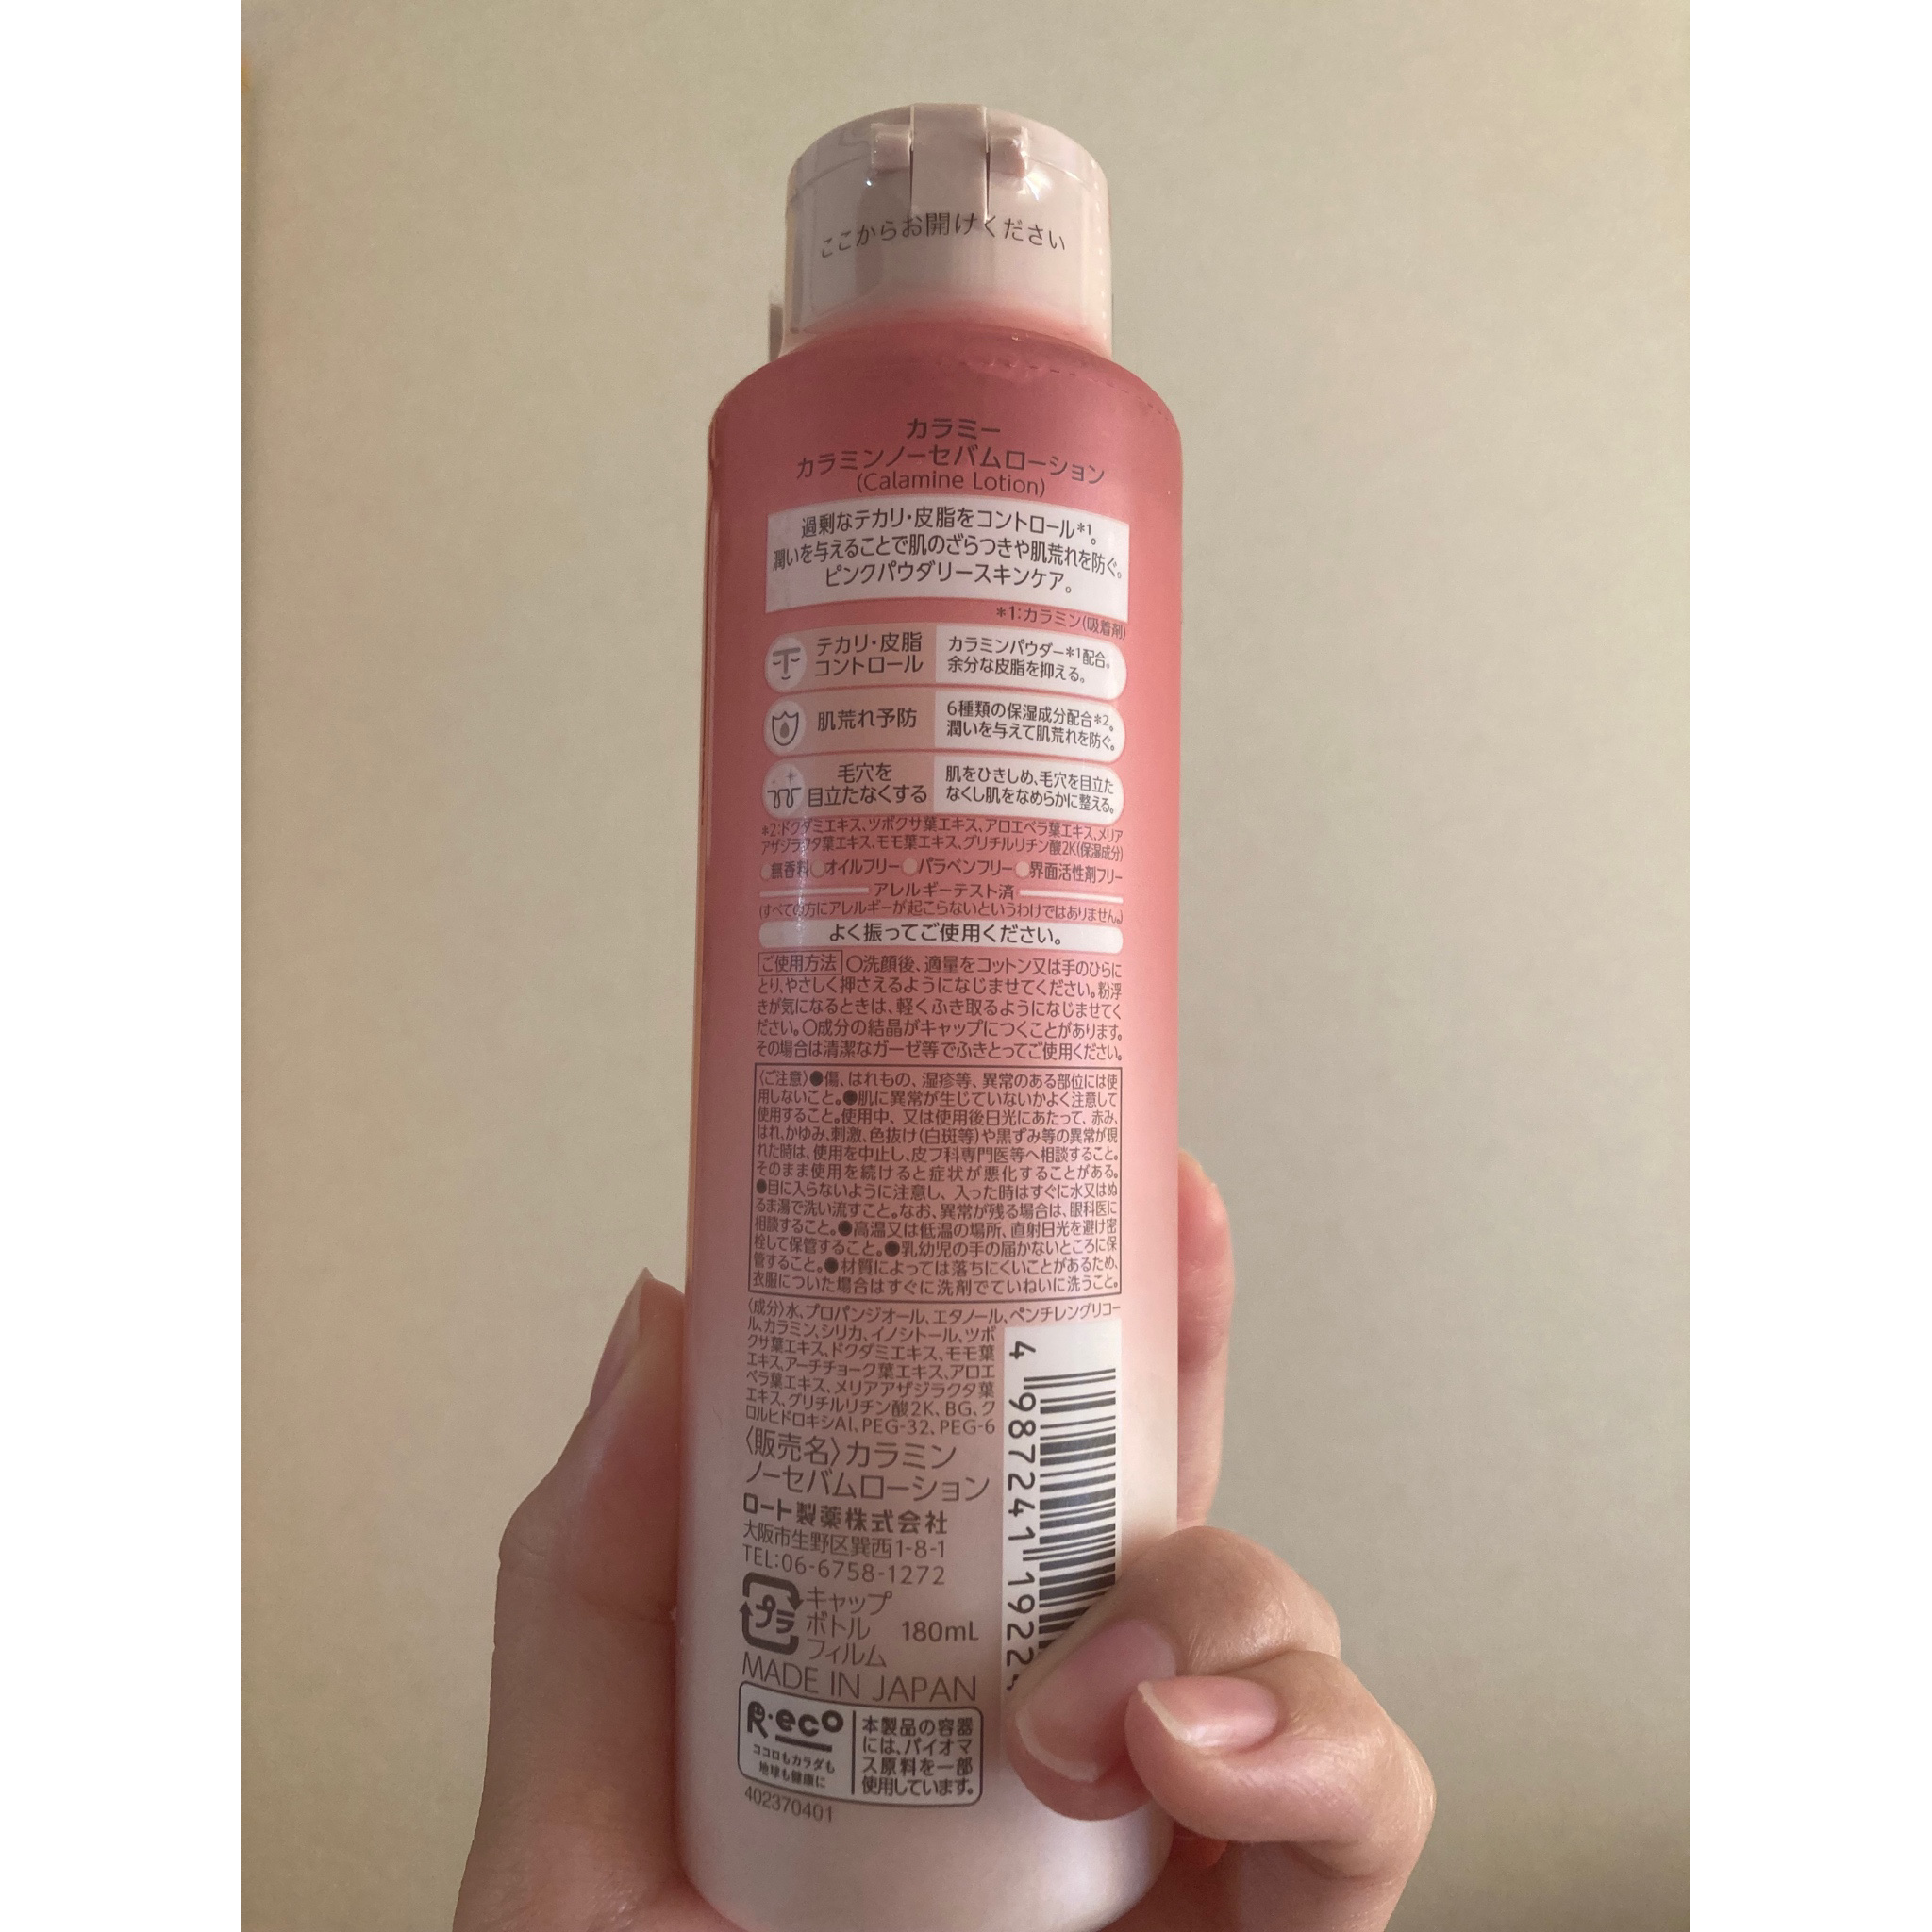 ここからお開けください
カラミー
カラミンノーセバムローション
(Calamine Lotion)
過剰なテカリ・皮脂をコントロール*1。
潤いを与えることで肌のざらつきや肌荒れを防ぐ。
ピンクパウダリースキンケア。
*1:カラミン(吸着剤)
テカリ・皮脂
コントロール
カラミンパウダー*1配合。
余分な皮脂を抑える。
肌荒れ予防
6種類の保湿成分配合*2。
潤いを与えて肌荒れを防ぐ。
毛穴を
目立たなくする
肌をひきしめ、毛穴を目立た
なくし肌をなめらかに整える。
*2:ドクダミエキス、ツボクサ葉エキス、アロエベラ葉エキス、メリア
アザジラクタ葉エキス、モモ葉エキス、グリチルリチン酸2K(保湿成分)
●無香料●オイルフリー●パラベンフリー●界面活性剤フリー
アレルギーテスト済
(すべての方にアレルギーが起こらないというわけではありません。)
よく振ってご使用ください。
ご使用方法 〇洗顔後、適量をコットン又は手のひらに
とり、やさしく押さえるようになじませてください。粉浮
きが気になるときは、軽くふき取るようになじませてく
ださい。〇成分の結晶がキャップにつくことがあります。
その場合は清潔なガーゼ等でふきとってご使用ください。
〈ご注意〉●傷、はれもの、湿疹等、異常のある部位には使
用しないこと。●肌に異常が生じていないかよく注意して
使用すること。使用中、又は使用後日光にあたって、赤み、
はれ、かゆみ、刺激、色抜け(白斑等)や黒ずみ等の異常が現
れた時は、使用を中止し、皮フ科専門医等へ相談すること。
そのまま使用を続けると症状が悪化することがある。
●目に入らないように注意し、入った時はすぐに水又はぬ
るま湯で洗い流すこと。なお、異常が残る場合は、眼科医に
相談すること。●高温又は低温の場所、直射日光を避け密
栓して保管すること。●乳幼児の手の届かないところに保
管すること。●材質によっては落ちにくいことがあるため、
衣服についた場合はすぐに洗剤でていねいに洗うこと。
〈成分〉水、プロパンジオール、エタノール、ペンチレングリコー
ル、カラミン、シリカ、イノシトール、ツボ
クサ葉エキス、ドクダミエキス、モモ葉
エキス、アーチチョーク葉エキス、アロエ
ベラ葉エキス、メリアアザジラクタ葉
エキス、グリチルリチン酸2K、BG、ク
ロルヒドロキシAl、PEG-32、PEG-6
〈販売名〉カラミン
ノーセバムローション
ロート製薬株式会社
大阪市生野区巽西1-8-1
TEL:06-6758-1272
プラ
キャップ
ボトル
フィルム
180mL
MADE IN JAPAN
R・eco
ココロもカラダも
地球も健康に
本製品の容器
には、バイオマ
ス原料を一部
使用しています。
402370401
4 987241 19224